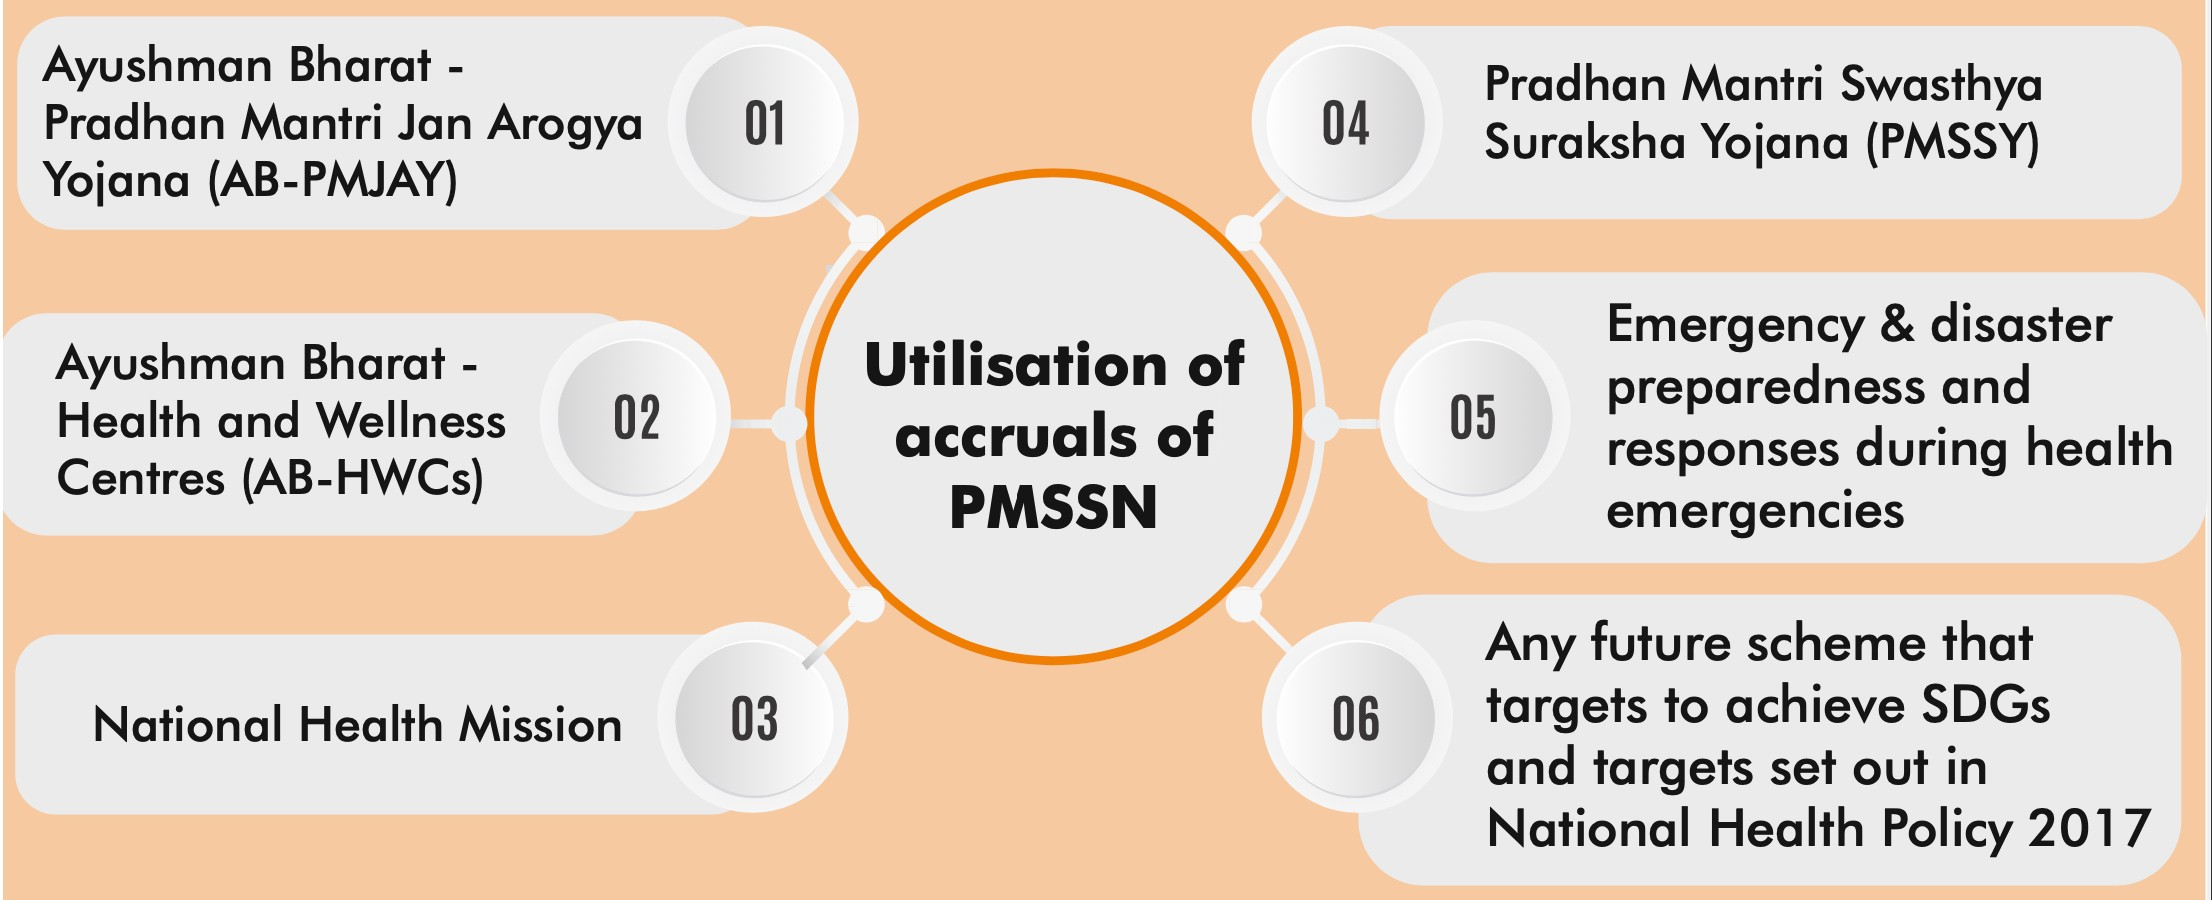 Ayushman Bharat -
Pradhan Mantri Jan Arogya
Yojana (AB-PMJAY)
01
Ayushman Bharat -
Health and Wellness
Centres (AB-HWCs)
02
National Health Mission
03
Utilisation of
accruals of
PMSSN
04
Pradhan Mantri Swasthya
Suraksha Yojana (PMSSY)
05
Emergency & disaster
preparedness and
responses during health
emergencies
06
Any future scheme that
targets to achieve SDGs
and targets set out in
National Health Policy 2017